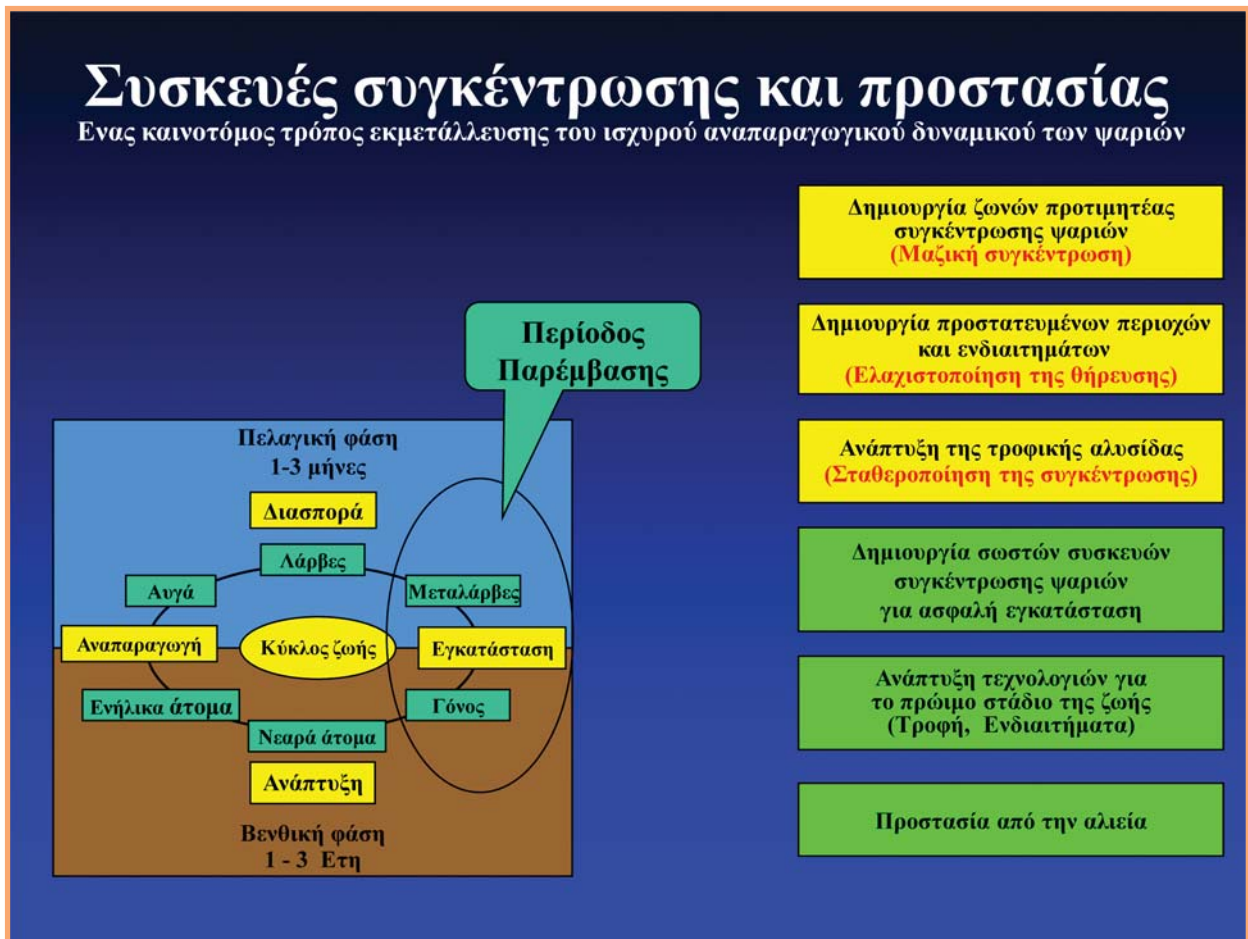 Συσκευές συγκέντρωσης και προστασίας
Ενας καινοτόμος τρόπος εκμετάλλευσης του ισχυρού αναπαραγωγικού δυναμικού των ψαριών
Περίοδος
Παρέμβασης
Πελαγική φάση
1-3 μήνες
Διασπορά
Λάρβες
Αυγά
Μεταλάρβες
Αναπαραγωγή
Κύκλος ζωής
Εγκατάσταση
Ενήλικα άτομα
Γόνος
Νεαρά άτομα
Ανάπτυξη
Βενθική φάση
1 - 3 Ετη
Δημιουργία ζωνών προτιμητέας
συγκέντρωσης ψαριών
(Μαζική συγκέντρωση)
Δημιουργία προστατευμένων περιοχών
και ενδιαιτημάτων
(Ελαχιστοποίηση της θήρευσης)
Ανάπτυξη της τροφικής αλυσίδας
(Σταθεροποίηση της συγκέντρωσης)
Δημιουργία σωστών συσκευών
συγκέντρωσης ψαριών
για ασφαλή εγκατάσταση
Ανάπτυξη τεχνολογιών για
το πρώιμο στάδιο της ζωής
(Τροφή, Ενδιαιτήματα)
Προστασία από την αλιεία